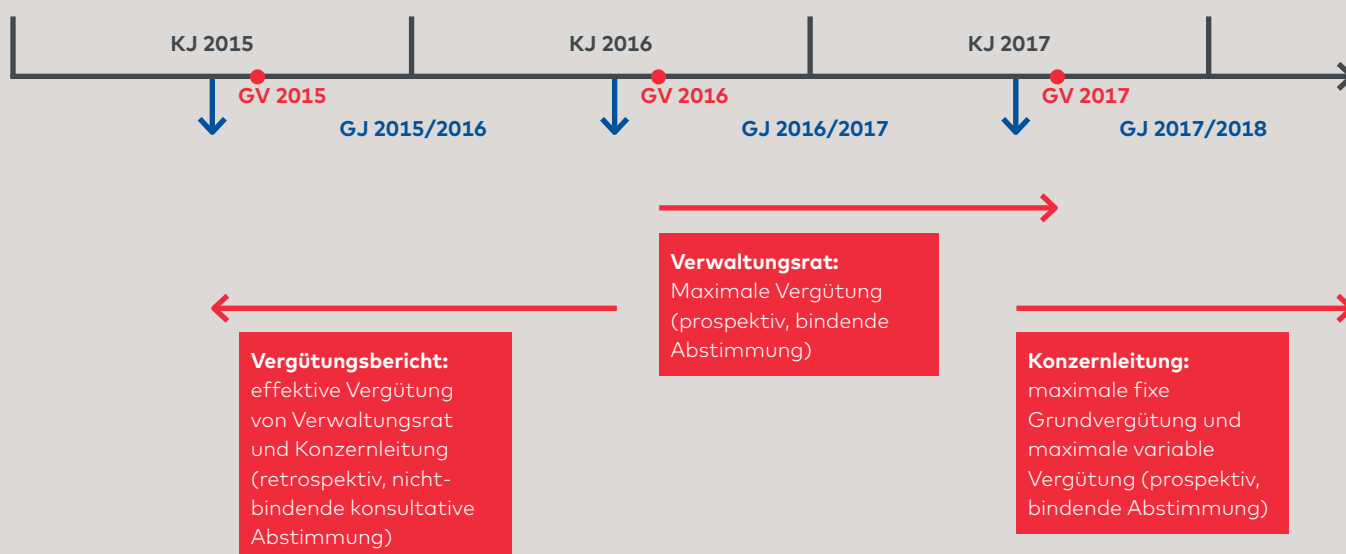 KJ 2015
KJ 2016
KJ 2017
GV 2015
GV 2016
GV 2017
GJ 2015/2016
GJ 2016/2017
GJ 2017/2018
Verwaltungsrat:
Maximale Vergütung
(prospektiv, bindende
Abstimmung)
Vergütungsbericht:
effektive Vergütung
von Verwaltungsrat
und Konzernleitung
(retrospektiv, nicht-
bindende konsultative
Abstimmung)
Konzernleitung:
maximale fixe
Grundvergütung und
maximale variable
Vergütung (prospektiv,
bindende Abstimmung)